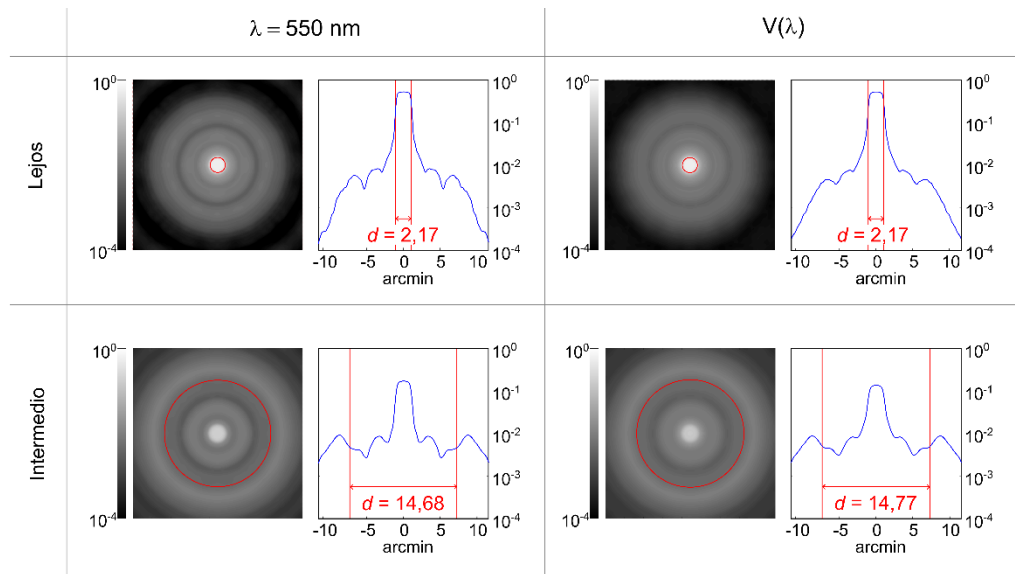 λ = 550 nm
V(λ)
Lejos
10⁰
10⁻⁴
10⁰
10⁻¹
10⁻²
10⁻³
10⁻⁴
d = 2,17
-10 -5 0 5 10
arcmin
10⁰
10⁻⁴
10⁰
10⁻¹
10⁻²
10⁻³
10⁻⁴
d = 2,17
-10 -5 0 5 10
arcmin
Intermedio
10⁰
10⁻⁴
10⁰
10⁻¹
10⁻²
10⁻³
10⁻⁴
d = 14,68
-10 -5 0 5 10
arcmin
10⁰
10⁻⁴
10⁰
10⁻¹
10⁻²
10⁻³
10⁻⁴
d = 14,77
-10 -5 0 5 10
arcmin